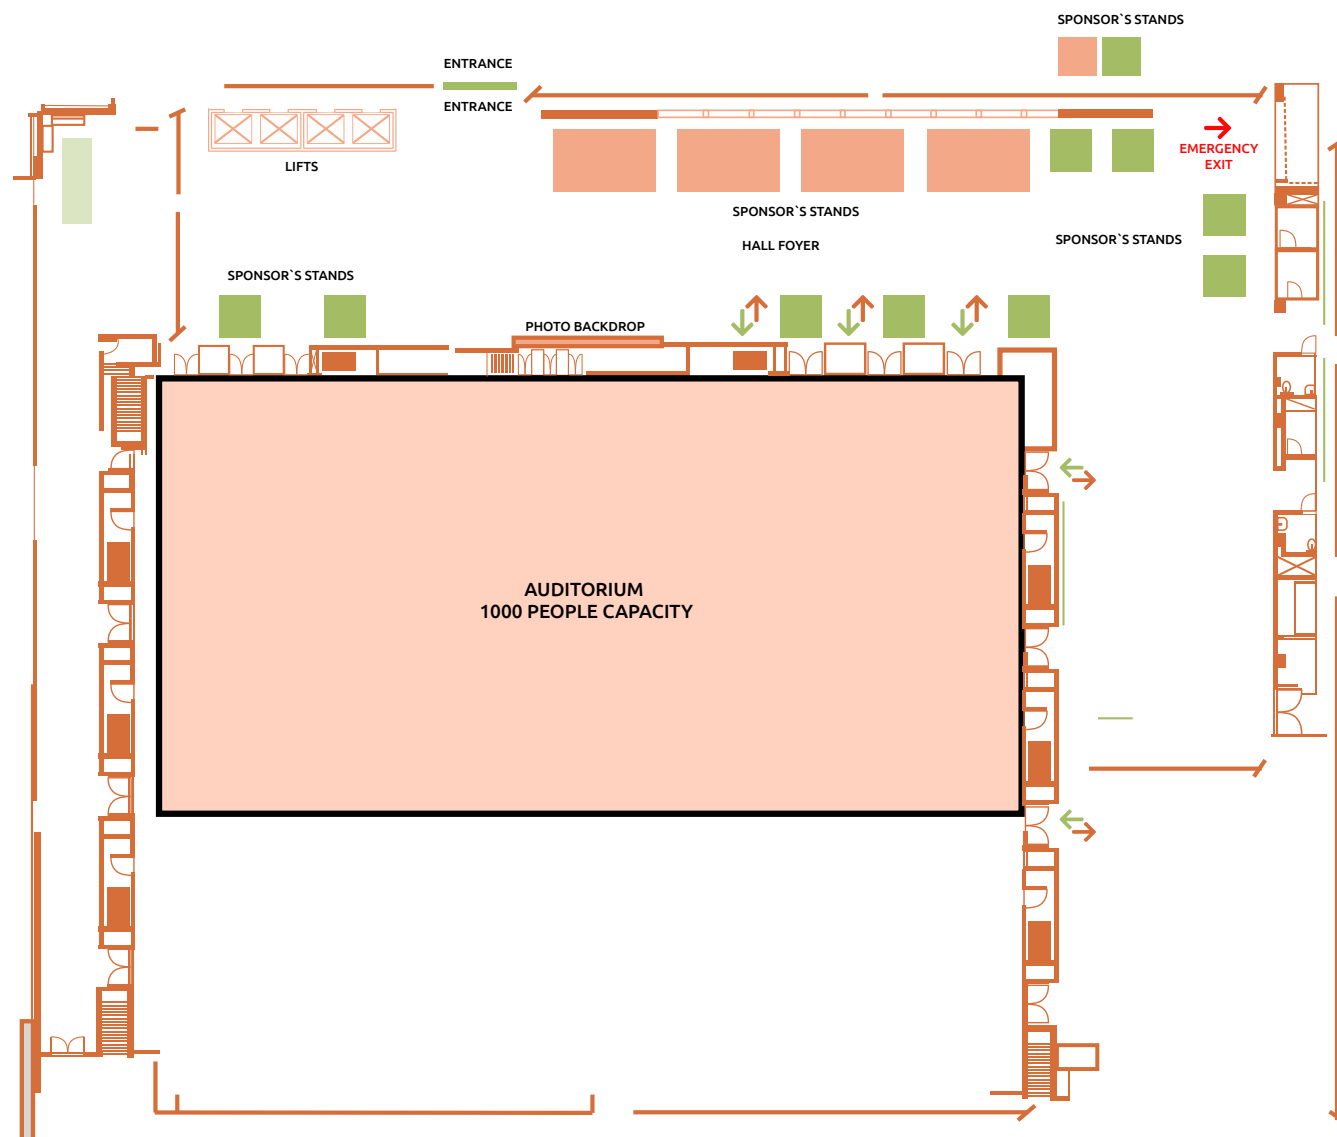 SPONSOR`S STANDS
ENTRANCE
ENTRANCE
EMERGENCY
EXIT
LIFTS
SPONSOR`S STANDS
HALL FOYER
SPONSOR`S STANDS
SPONSOR`S STANDS
PHOTO BACKDROP
AUDITORIUM
1000 PEOPLE CAPACITY